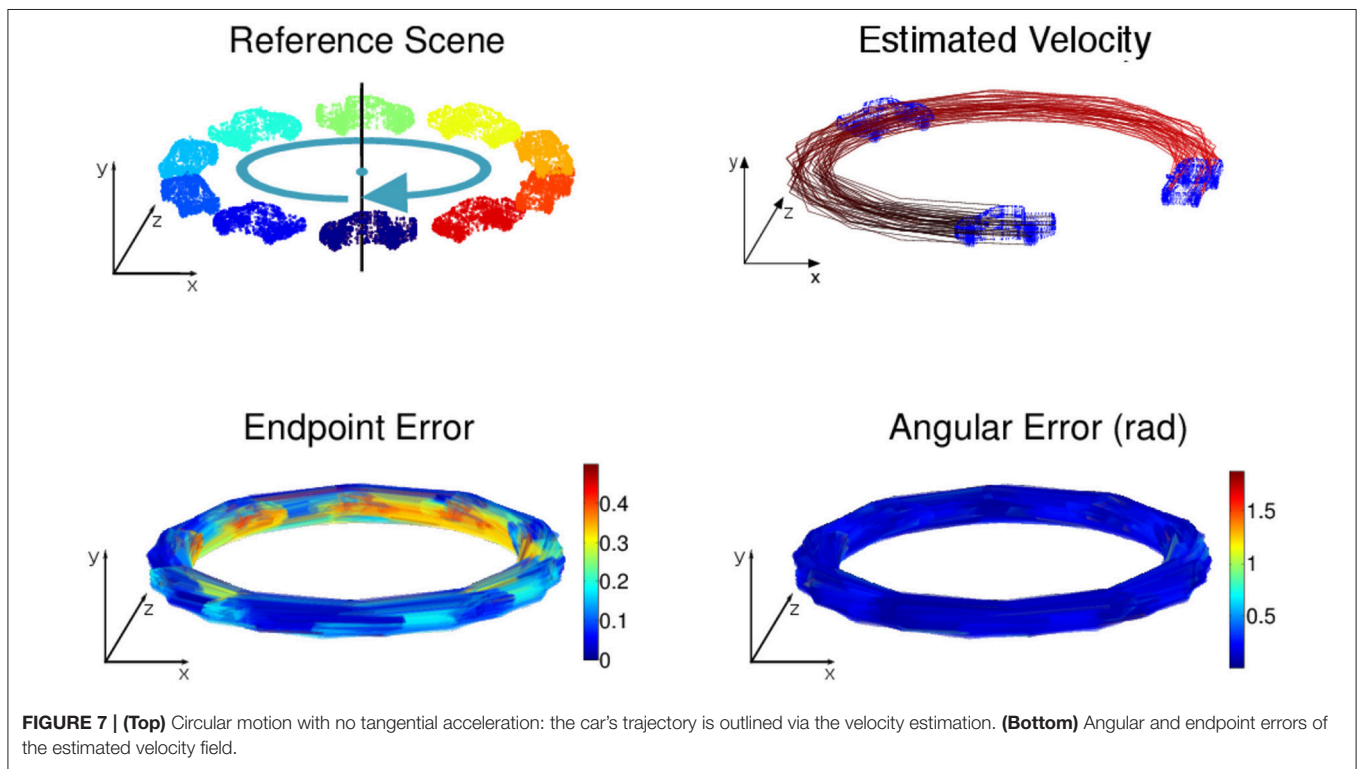 Reference Scene
Estimated Velocity
y
z
x
y
z
x
Endpoint Error
Angular Error (rad)
y
z
x
0.4
0.3
0.2
0.1
0
y
z
x
1.5
1
0.5
FIGURE 7 | (Top) Circular motion with no tangential acceleration: the car's trajectory is outlined via the velocity estimation. (Bottom) Angular and endpoint errors of
the estimated velocity field.